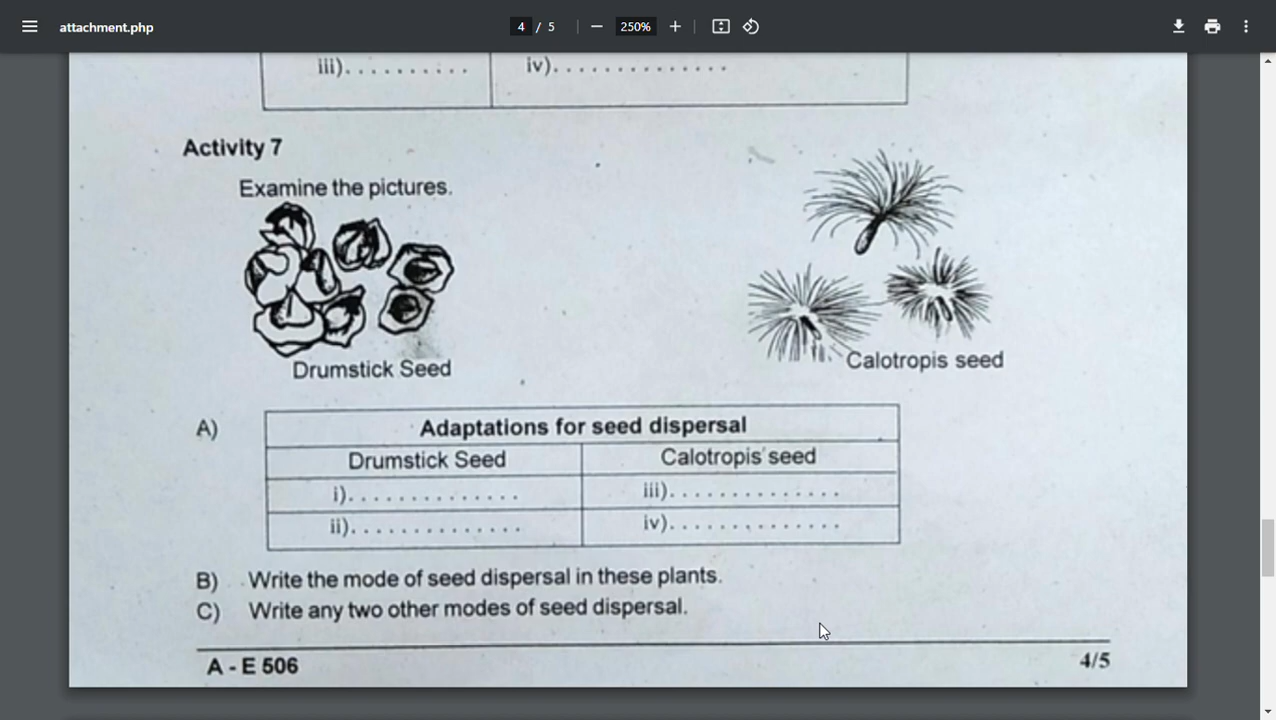 attachment.php
4 / 5
250%
iii). . . . . . . . . .
iv). . . . . . . . . . . . . .
Activity 7
Examine the pictures.
Drumstick Seed
Calotropis seed
A)
Adaptations for seed dispersal
Drumstick Seed
Calotropis seed
i). . . . . . . . . . . . . .
iii). . . . . . . . . . . . . .
ii). . . . . . . . . . . . . .
iv). . . . . . . . . . . . . .
B) Write the mode of seed dispersal in these plants.
C) Write any two other modes of seed dispersal.
A - E 506
4/5